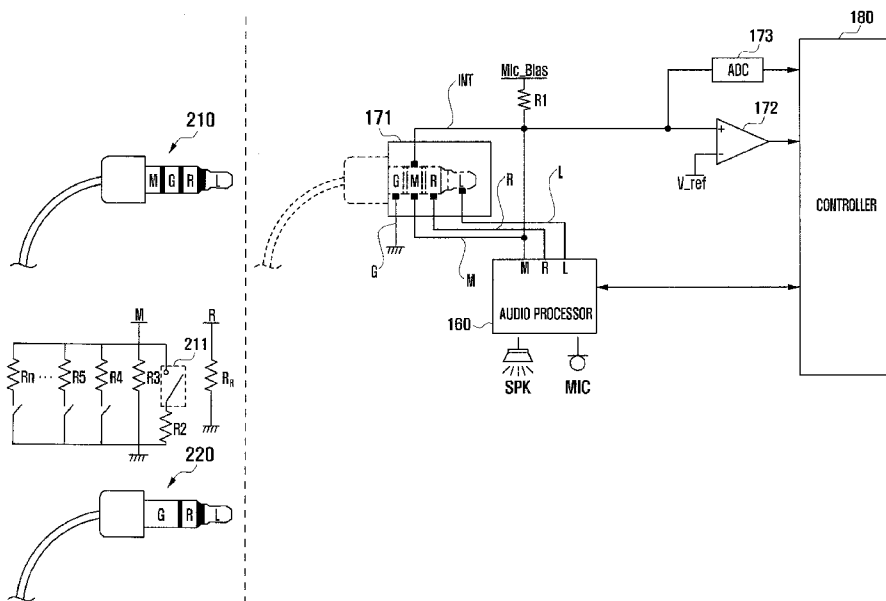 210
M G R L
M R
211
Rn ... R5 R4 R3 R2 RR
220
G R L
180
173
ADC
Mic_Bias
INT
R1
172
171
+
-
V_ref
G M R L
R
L
CONTROLLER
G
M
M R L
AUDIO PROCESSOR
160
SPK MIC